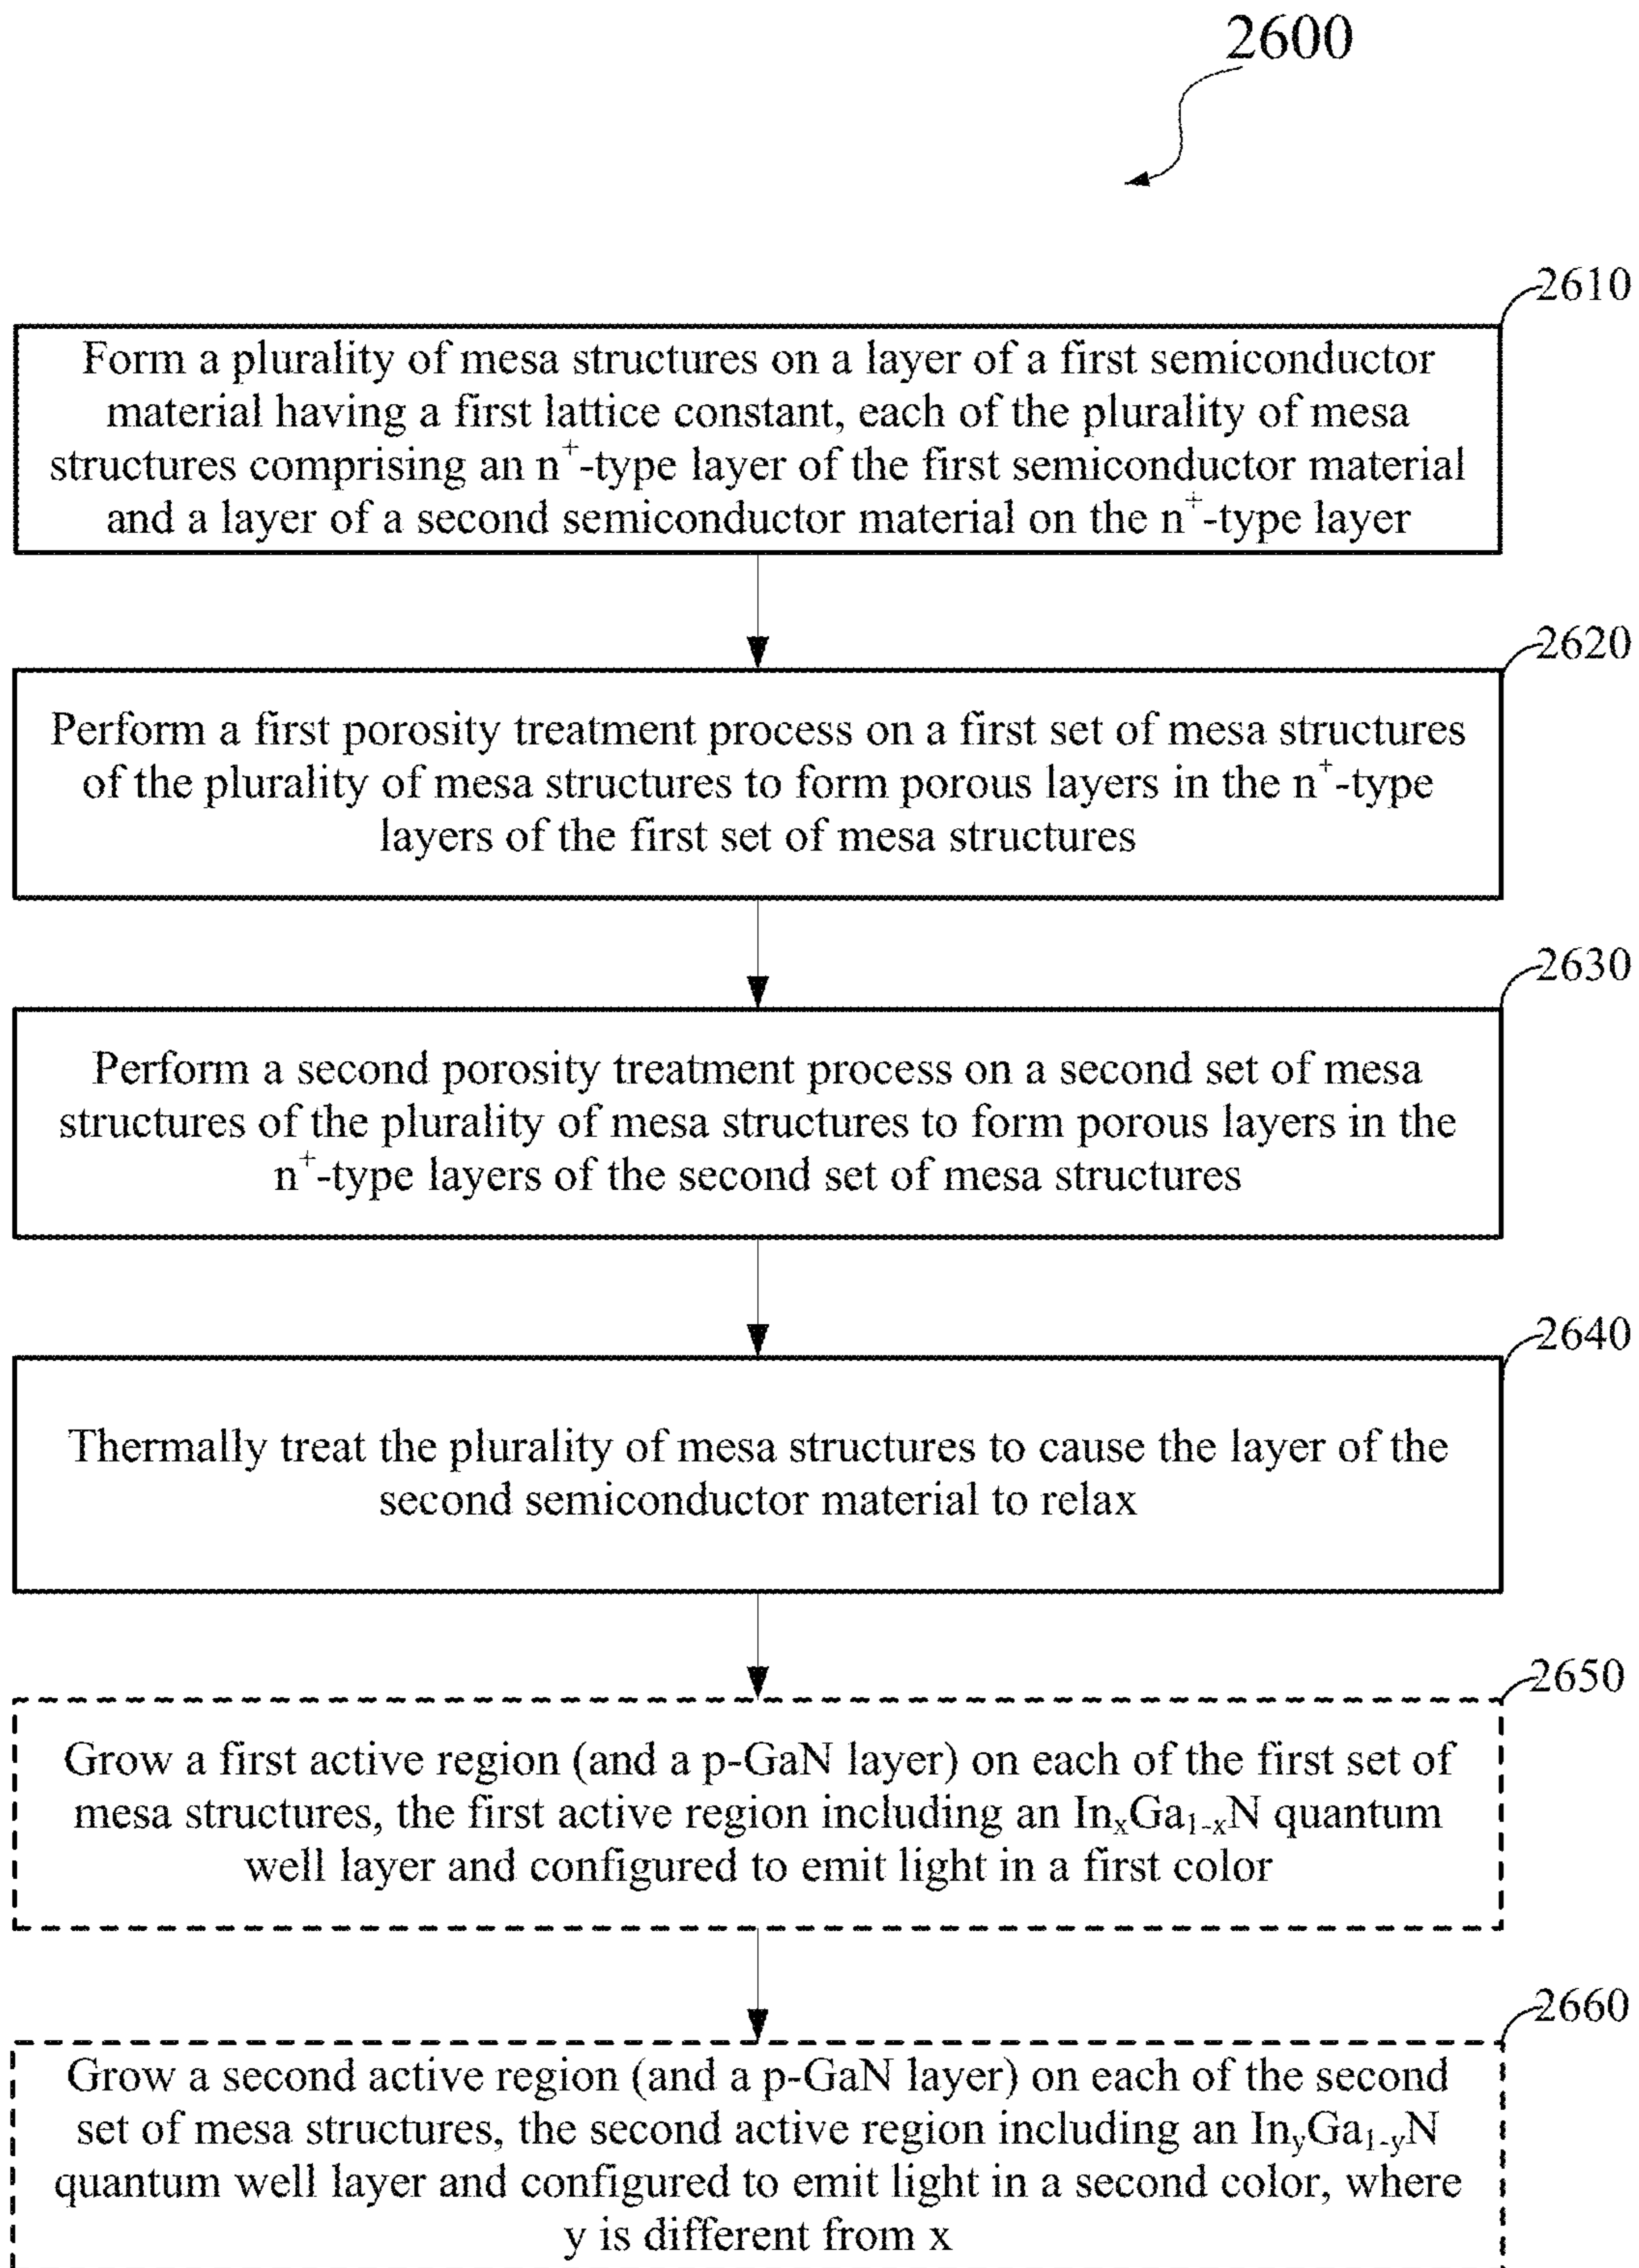 2600
2610
Form a plurality of mesa structures on a layer of a first semiconductor
material having a first lattice constant, each of the plurality of mesa
structures comprising an n⁺-type layer of the first semiconductor material
and a layer of a second semiconductor material on the n⁺-type layer
2620
Perform a first porosity treatment process on a first set of mesa structures
of the plurality of mesa structures to form porous layers in the n⁺-type
layers of the first set of mesa structures
2630
Perform a second porosity treatment process on a second set of mesa
structures of the plurality of mesa structures to form porous layers in the
n⁺-type layers of the second set of mesa structures
2640
Thermally treat the plurality of mesa structures to cause the layer of the
second semiconductor material to relax
2650
Grow a first active region (and a p-GaN layer) on each of the first set of
mesa structures, the first active region including an InₓGa₁₋ₓN quantum
well layer and configured to emit light in a first color
2660
Grow a second active region (and a p-GaN layer) on each of the second
set of mesa structures, the second active region including an In_yGa_{1-y}N
quantum well layer and configured to emit light in a second color, where
y is different from x